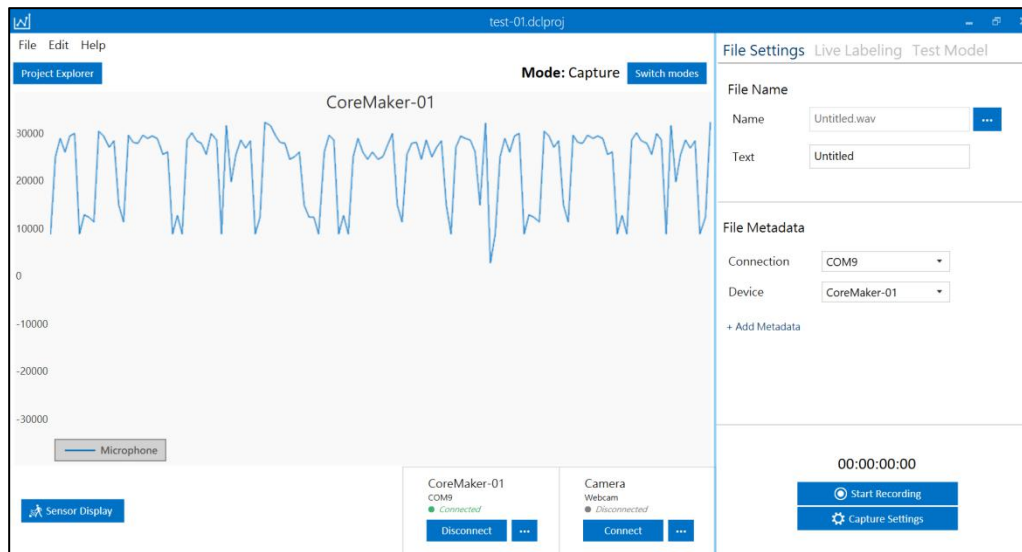 test-01.dclproj
File Edit Help
Project Explorer
Mode: Capture
Switch modes
CoreMaker-01
30000
20000
10000
0
-10000
-20000
-30000
Microphone
Sensor Display
CoreMaker-01
COM9
Connected
Disconnect
...
Camera
Webcam
Disconnected
Connect
...
File Settings Live Labeling Test Model
File Name
Name Untitled.wav ...
Text Untitled
File Metadata
Connection COM9
Device CoreMaker-01
+ Add Metadata
00:00:00:00
Start Recording
Capture Settings